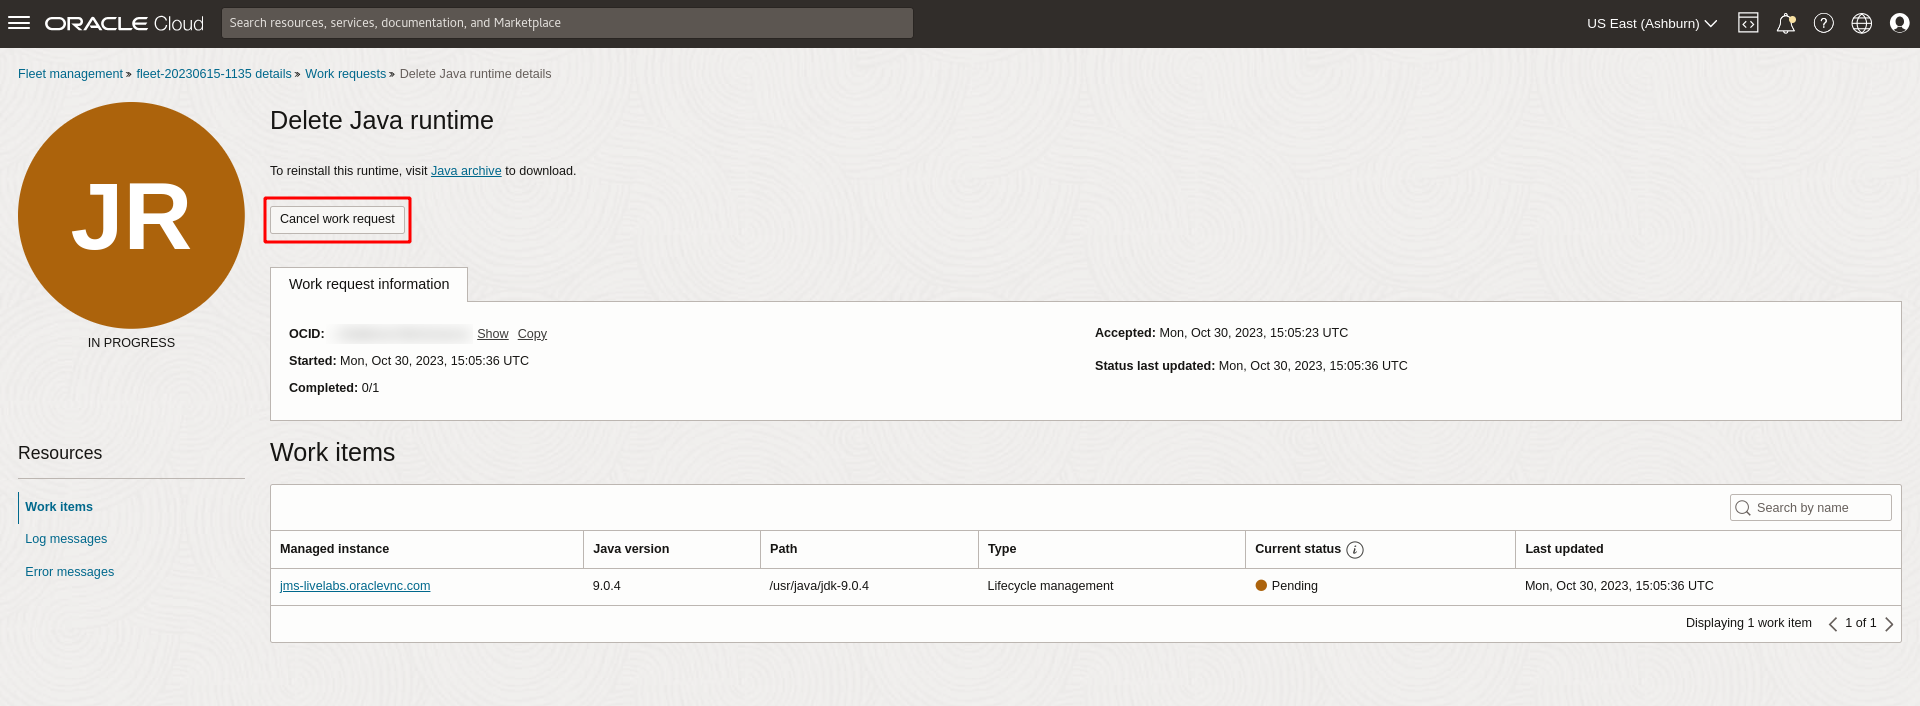 ORACLE Cloud
Search resources, services, documentation, and Marketplace
US East (Ashburn)
Fleet management » fleet-20230615-1135 details » Work requests » Delete Java runtime details
JR
IN PROGRESS
Delete Java runtime
To reinstall this runtime, visit Java archive to download.
Cancel work request
Work request information
OCID: Show Copy
Started: Mon, Oct 30, 2023, 15:05:36 UTC
Completed: 0/1
Accepted: Mon, Oct 30, 2023, 15:05:23 UTC
Status last updated: Mon, Oct 30, 2023, 15:05:36 UTC
Resources
Work items
Log messages
Error messages
Work items
Search by name
Managed instance Java version Path Type Current status i Last updated
jms-livelabs.oraclevnc.com 9.0.4 /usr/java/jdk-9.0.4 Lifecycle management Pending Mon, Oct 30, 2023, 15:05:36 UTC
Displaying 1 work item 1 of 1